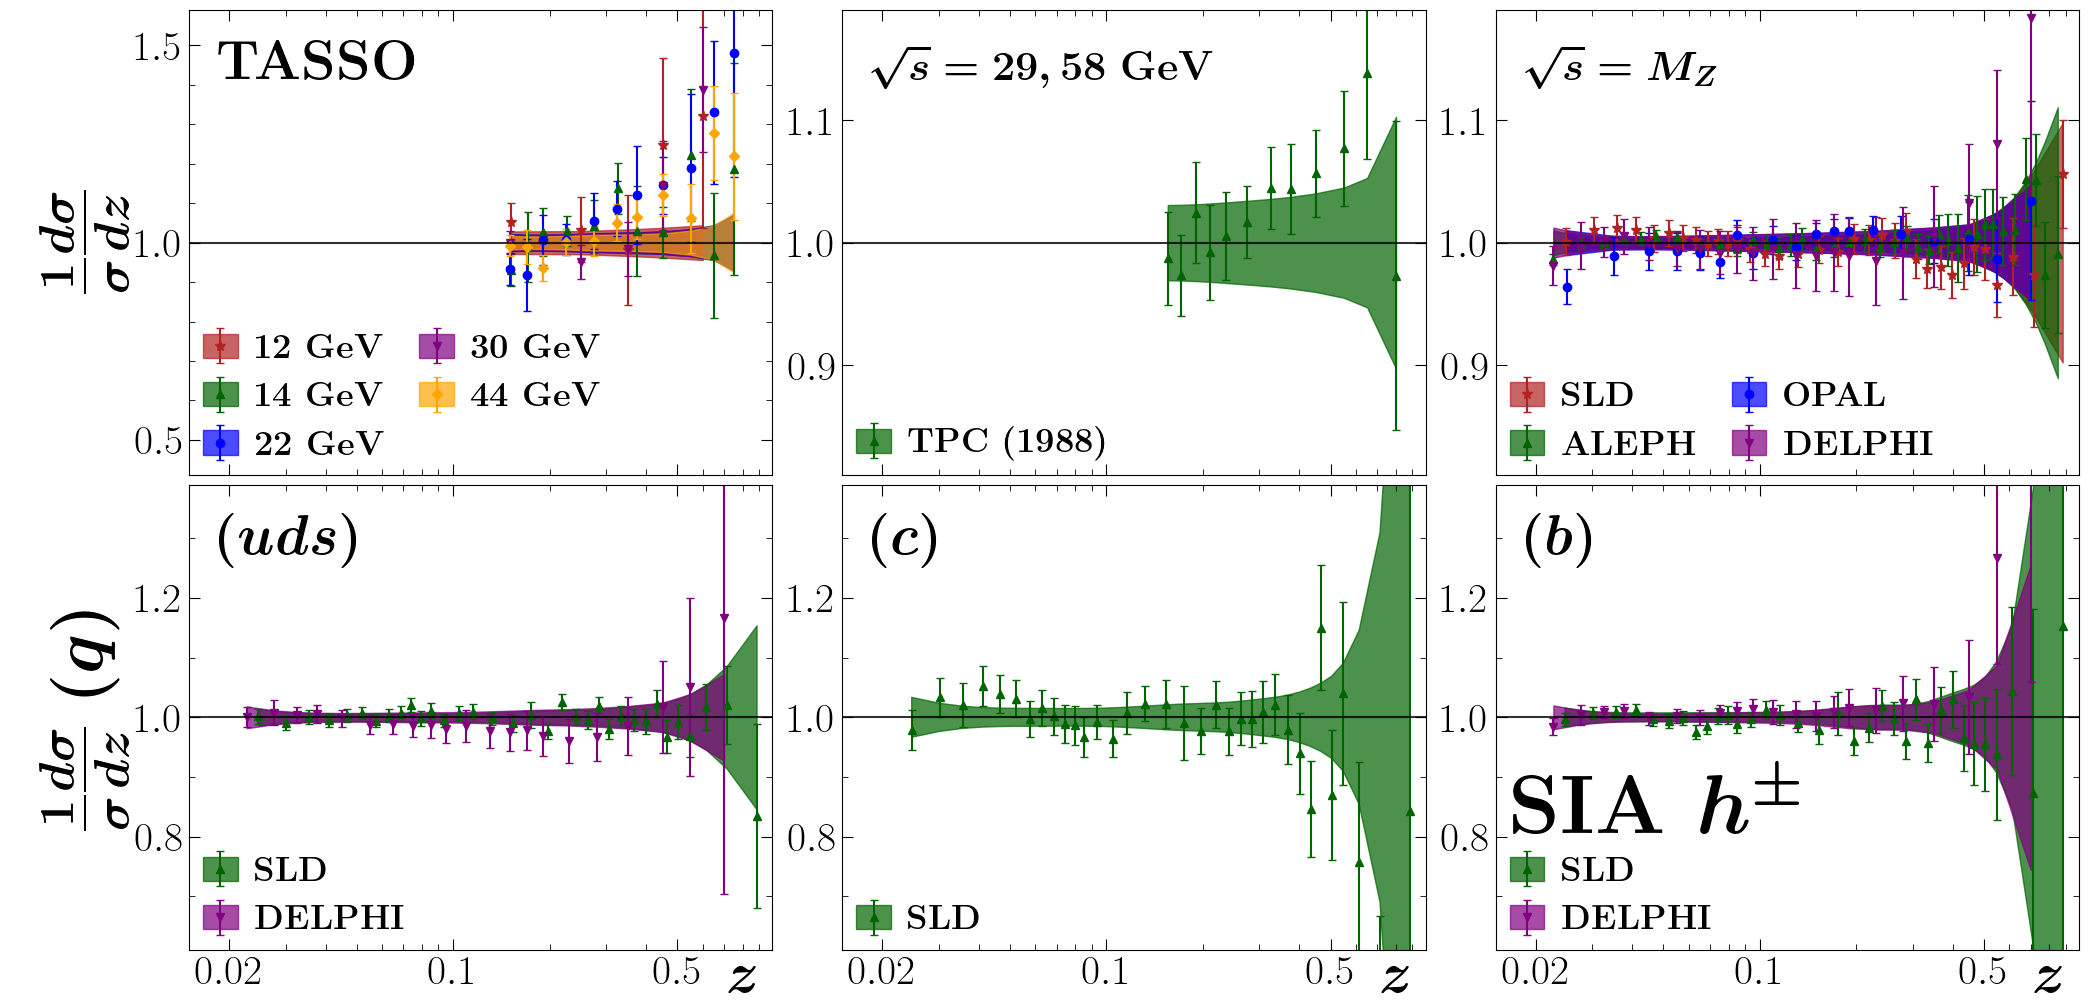 TASSO
1 dσ
σ dz
1.5
1.0
0.5
12 GeV
14 GeV
22 GeV
30 GeV
44 GeV
√s = 29, 58 GeV
1.1
1.0
0.9
TPC (1988)
√s = M_Z
1.1
1.0
0.9
SLD
ALEPH
OPAL
DELPHI
(uds)
1 dσ
σ dz (q)
1.2
1.0
0.8
SLD
DELPHI
0.02 0.1 0.5 z
(c)
1.2
1.0
0.8
SLD
0.02 0.1 0.5 z
(b)
1.2
1.0
0.8
SIA h±
SLD
DELPHI
0.02 0.1 0.5 z